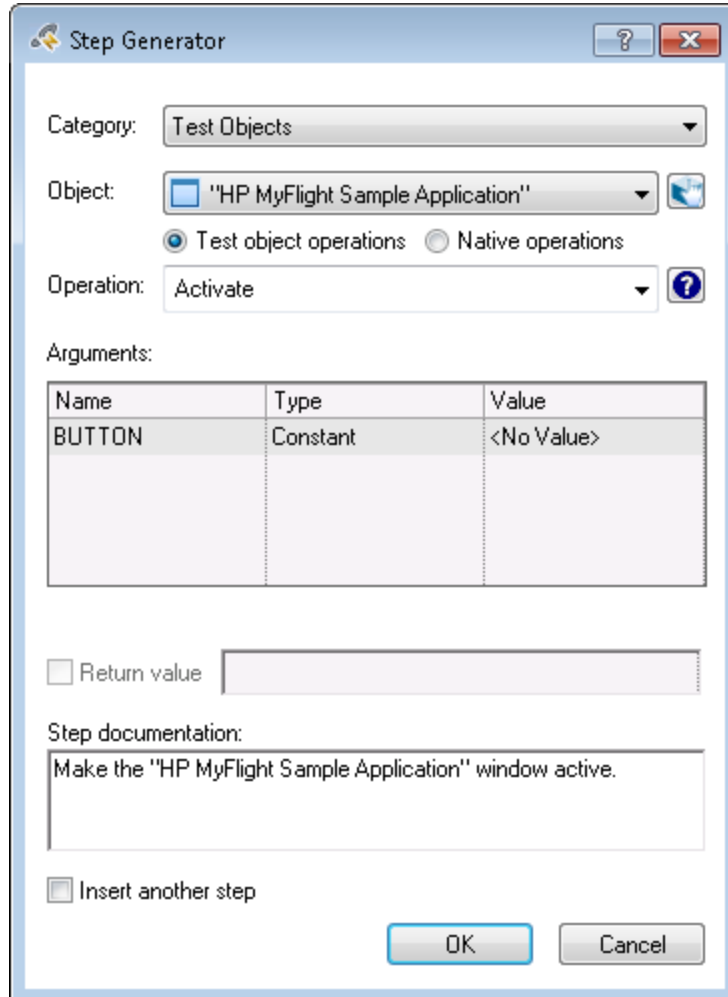 Step Generator
Category: Test Objects
Object: "HP MyFlight Sample Application"
Test object operations Native operations
Operation: Activate
Arguments:
Name Type Value
BUTTON Constant <No Value>
Return value
Step documentation:
Make the "HP MyFlight Sample Application" window active.
Insert another step
OK Cancel